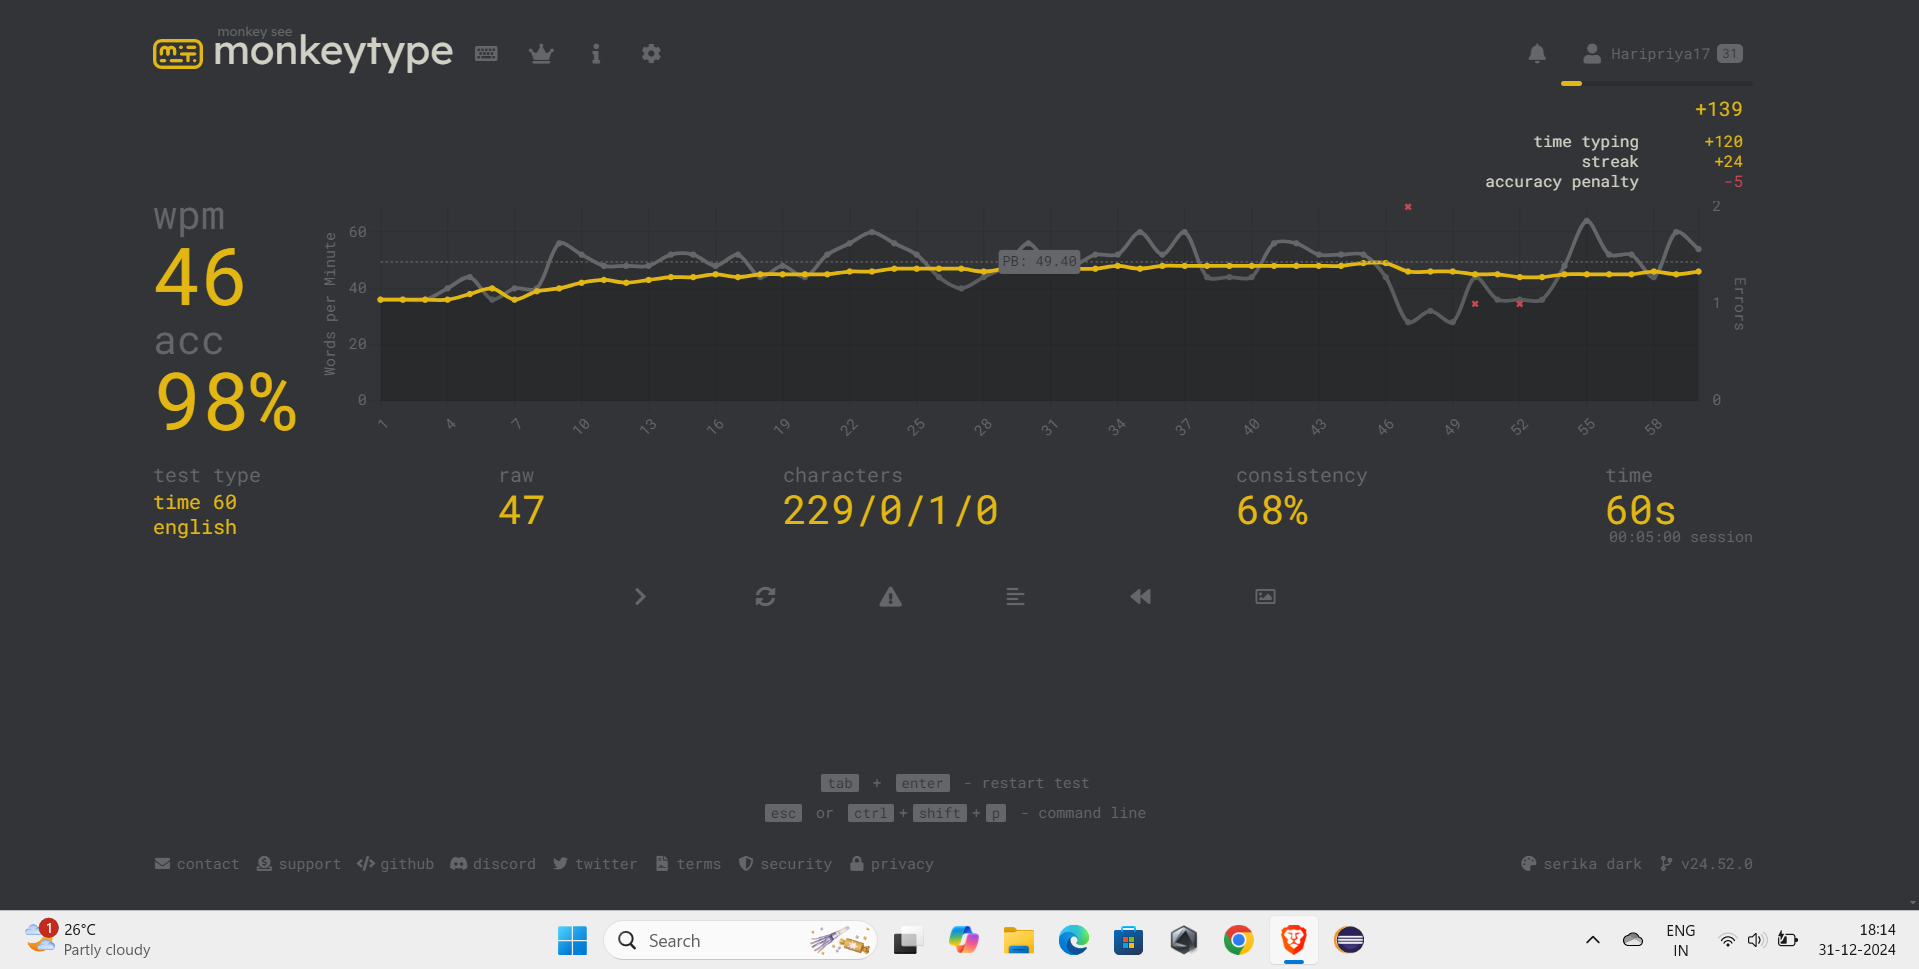 monkey see
monkeytype
Haripriya17 31
+139
time typing +120
streak +24
accuracy penalty -5
wpm
46
acc
98%
Words per Minute
60
40
20
0
PB: 49.40
2
1
0
Errors
1 4 7 10 13 16 19 22 25 28 31 34 37 40 43 46 49 52 55 58
test type
time 60
english
raw
47
characters
229/0/1/0
consistency
68%
time
60s
00:05:00 session
tab + enter - restart test
esc or ctrl + shift + p - command line
contact support github discord twitter terms security privacy
serika dark v24.52.0
1
26°C
Partly cloudy
Search
ENG
IN
18:14
31-12-2024